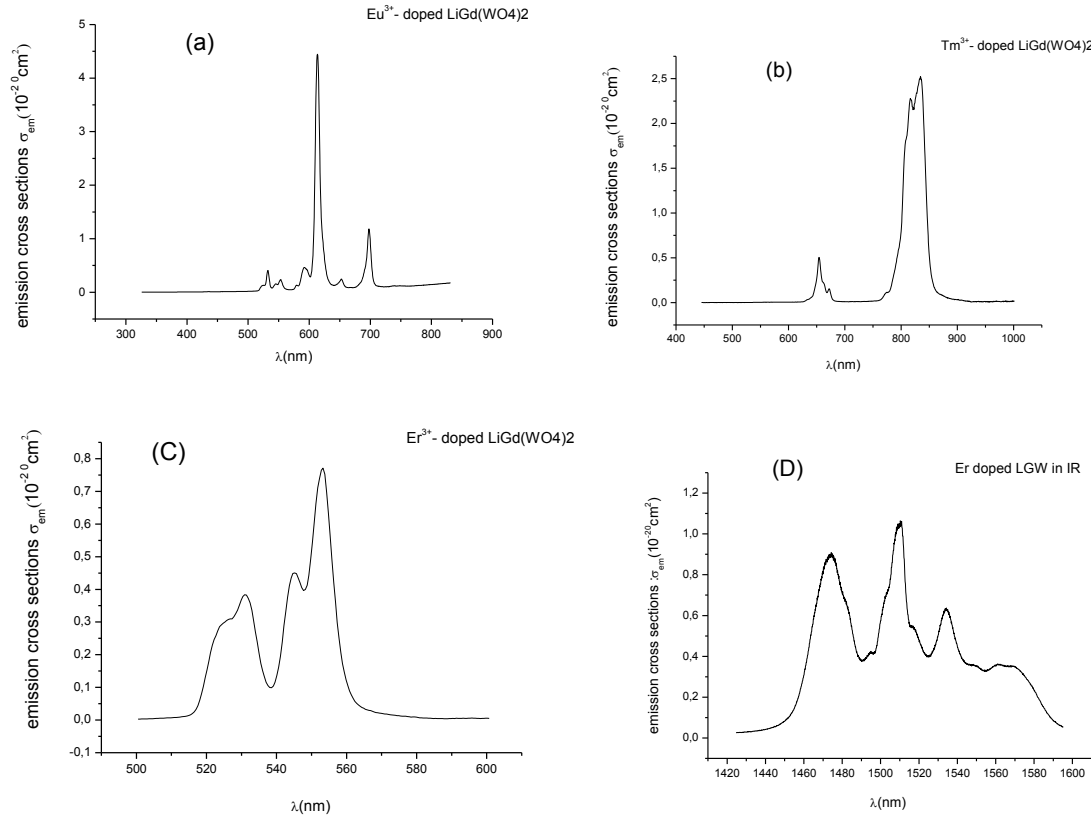 Eu3+- doped LiGd(WO4)2
(a)
emission cross sections σem(10-20cm2)
5
4
3
2
1
0
300 400 500 600 700 800 900
λ(nm)
Tm3+- doped LiGd(WO4)2
(b)
emission cross sections σem(10-20cm2)
2,5
2,0
1,5
1,0
0,5
0,0
400 500 600 700 800 900 1000
λ(nm)
Er3+- doped LiGd(WO4)2
(C)
emission cross sections σem(10-20cm2)
0,8
0,7
0,6
0,5
0,4
0,3
0,2
0,1
0,0
-0,1
500 520 540 560 580 600
λ(nm)
Er doped LGW in IR
(D)
emission cross sections :σem(10-20cm2)
1,2
1,0
0,8
0,6
0,4
0,2
0,0
1420 1440 1460 1480 1500 1520 1540 1560 1580 1600
λ(nm)